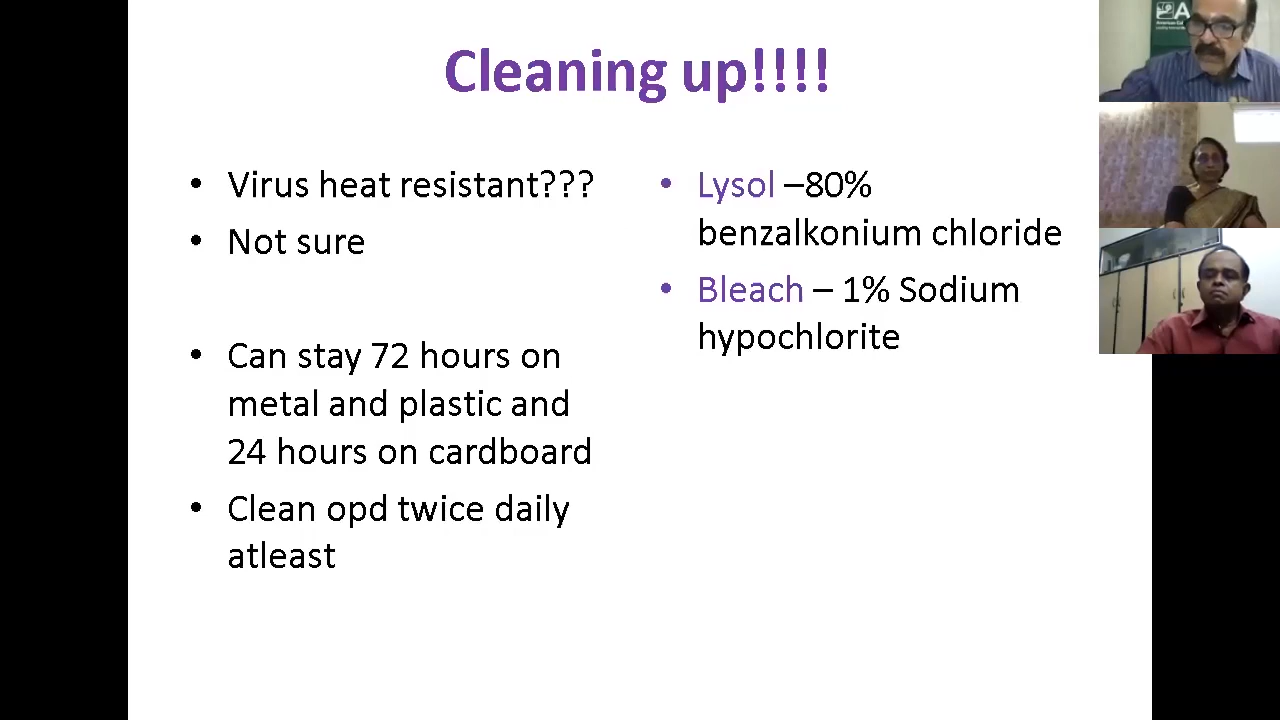 Cleaning up!!!!
• Virus heat resistant???
• Not sure
• Can stay 72 hours on
metal and plastic and
24 hours on cardboard
• Clean opd twice daily
atleast
• Lysol –80%
benzalkonium chloride
• Bleach – 1% Sodium
hypochlorite
A